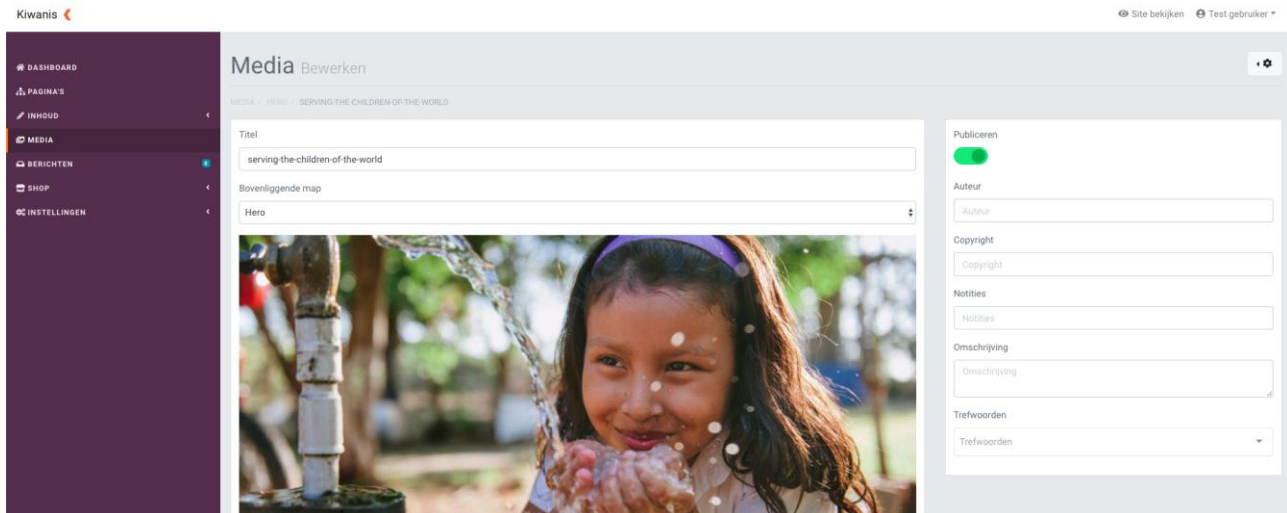 Kiwanis
Site bekijken
Test gebruiker
DASHBOARD
PAGINA'S
INHOUD
MEDIA
BERICHTEN
SHOP
INSTELLINGEN
Media Bewerken
MEDIA / HERO / SERVING-THE-CHILDREN-OF-THE-WORLD
Titel
serving-the-children-of-the-world
Bovenliggende map
Hero
Publiceren
Auteur
Auteur
Copyright
Copyright
Notities
Notities
Omschrijving
Omschrijving
Trefwoorden
Trefwoorden